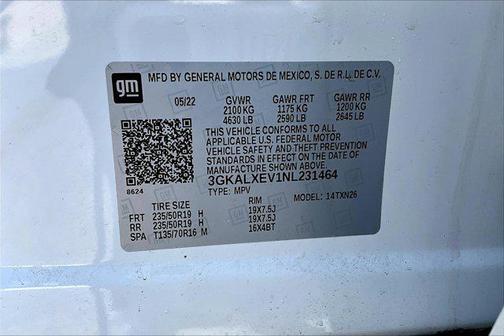 gm
MFD BY GENERAL MOTORS DE MEXICO, S. DE R.L. DE C.V.
05/22 GVWR GAWR FRT GAWR RR
2100 KG 1175 KG 1200 KG
4630 LB 2590 LB 2645 LB
THIS VEHICLE CONFORMS TO ALL
APPLICABLE U.S. FEDERAL MOTOR
VEHICLE SAFETY STANDARDS
IN EFFECT ON THE DATE OF
MANUFACTURE SHOWN ABOVE.
3GKALXEV1NL231464
8624 TYPE: MPV
TIRE SIZE RIM MODEL: 14TXN26
FRT 235/50R19 H 19X7.5J
RR 235/50R19 H 19X7.5J
SPA T135/70R16 M 16X4BT